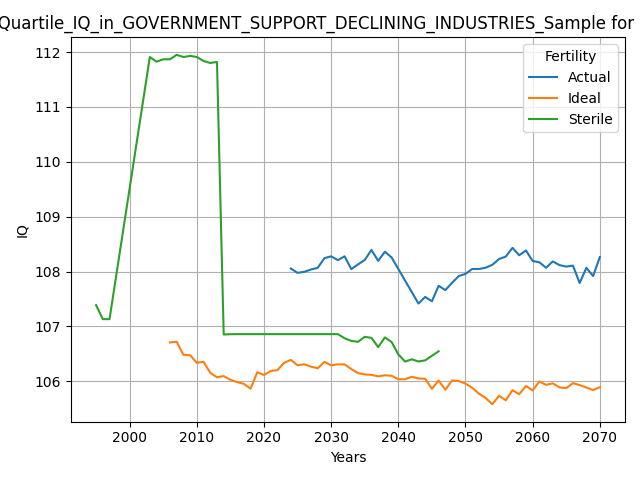 Quartile_IQ_in_GOVERNMENT_SUPPORT_DECLINING_INDUSTRIES_Sample for
Fertility
Actual
Ideal
Sterile
112
111
110
109
108
107
106
IQ
2000 2010 2020 2030 2040 2050 2060 2070
Years